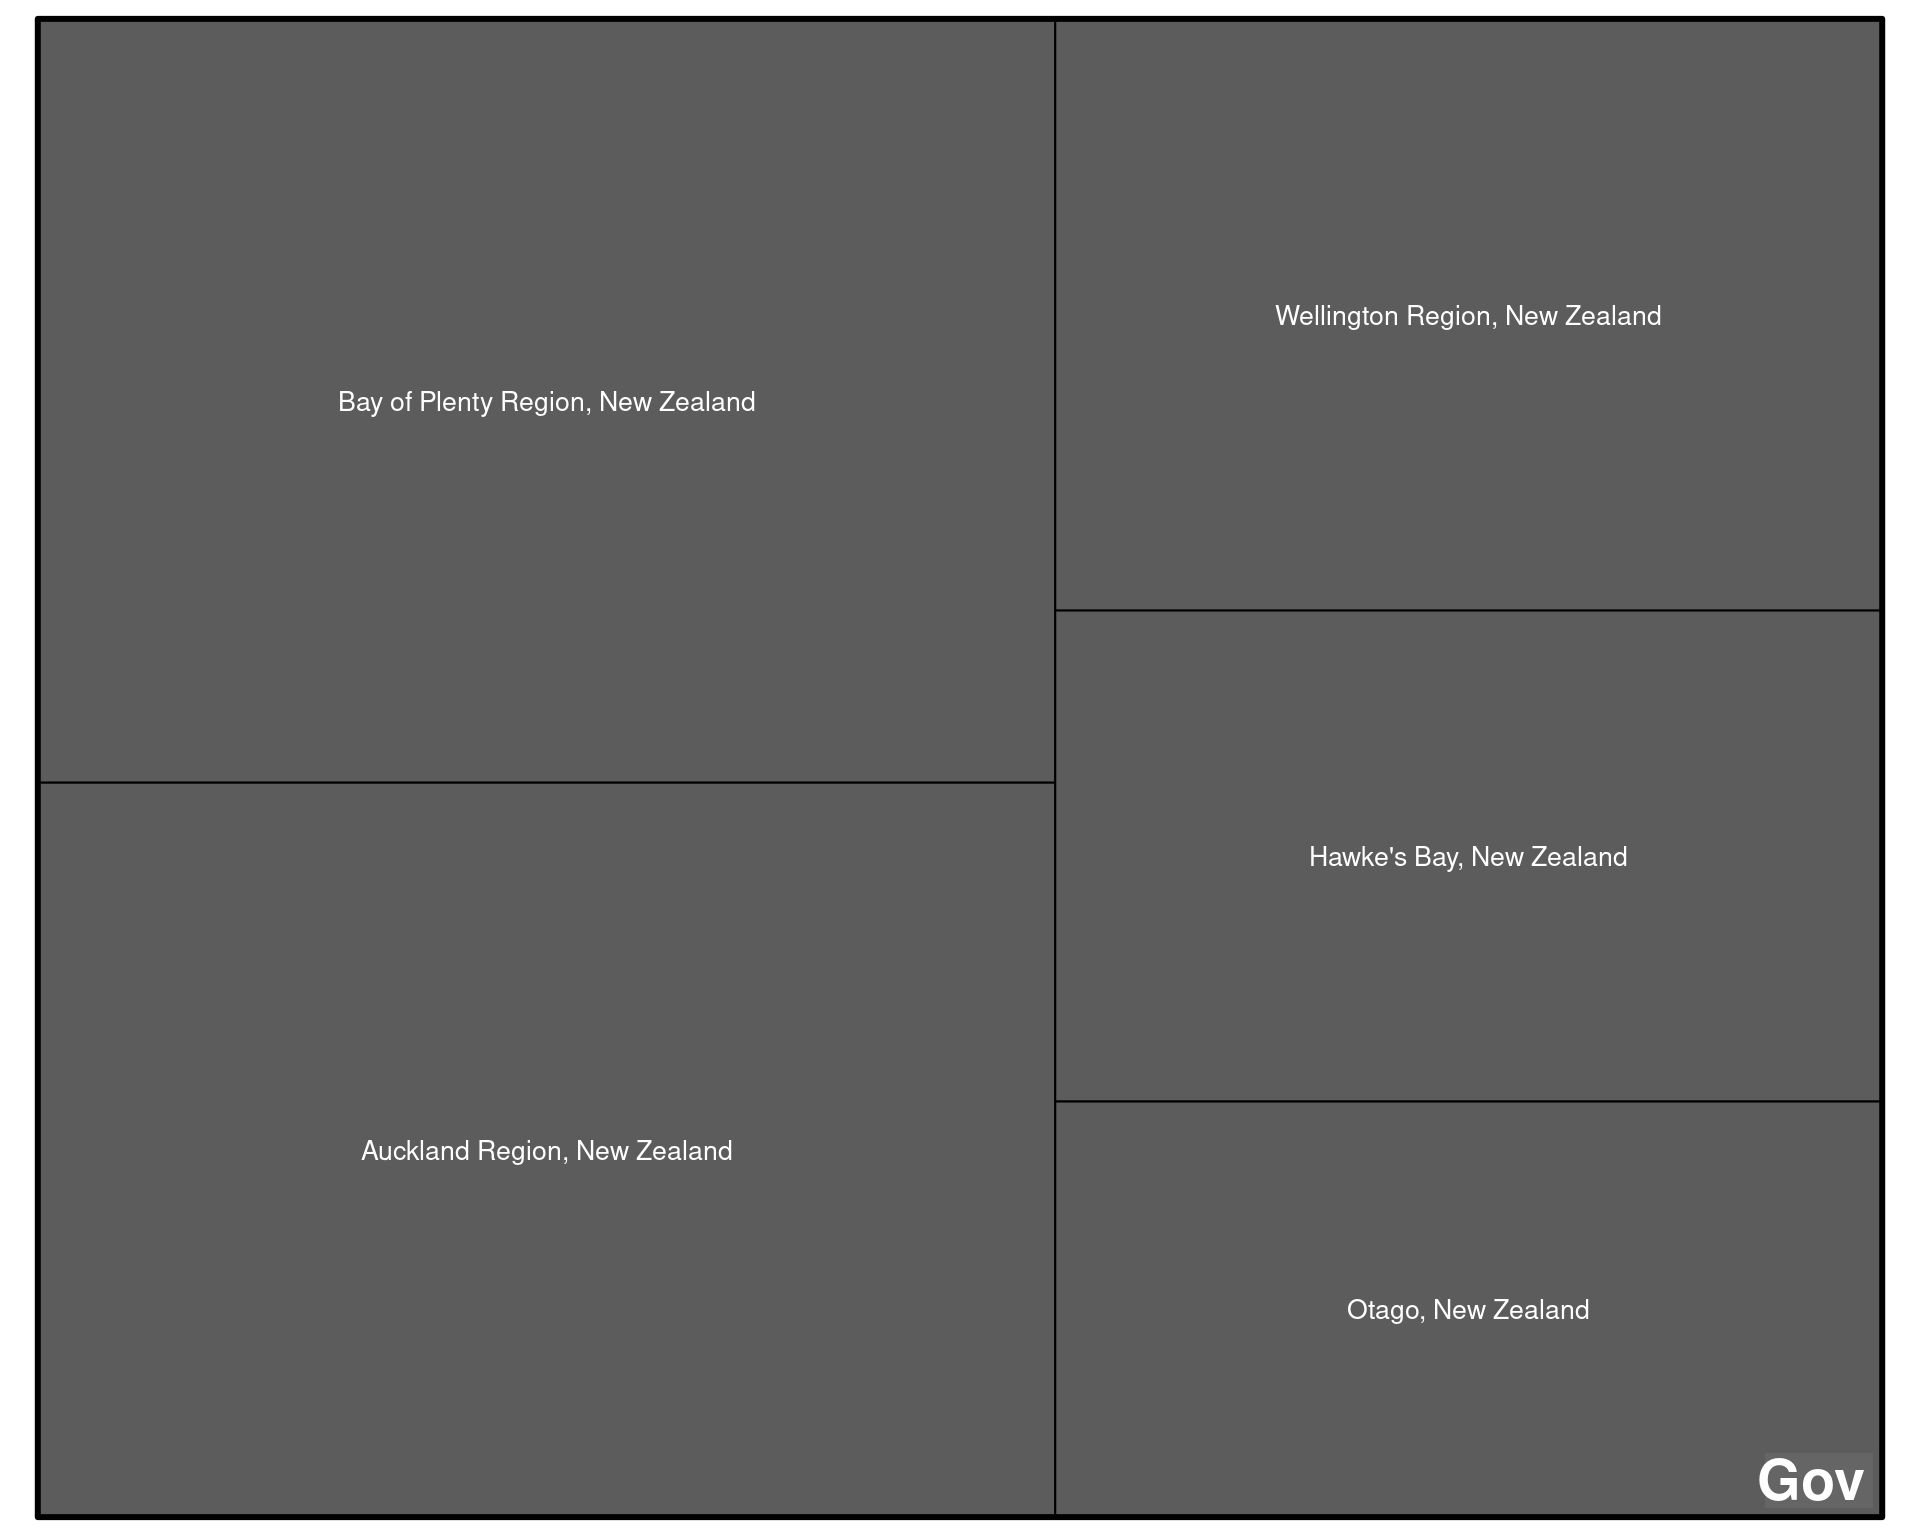 Bay of Plenty Region, New Zealand
Wellington Region, New Zealand
Hawke's Bay, New Zealand
Auckland Region, New Zealand
Otago, New Zealand
Gov